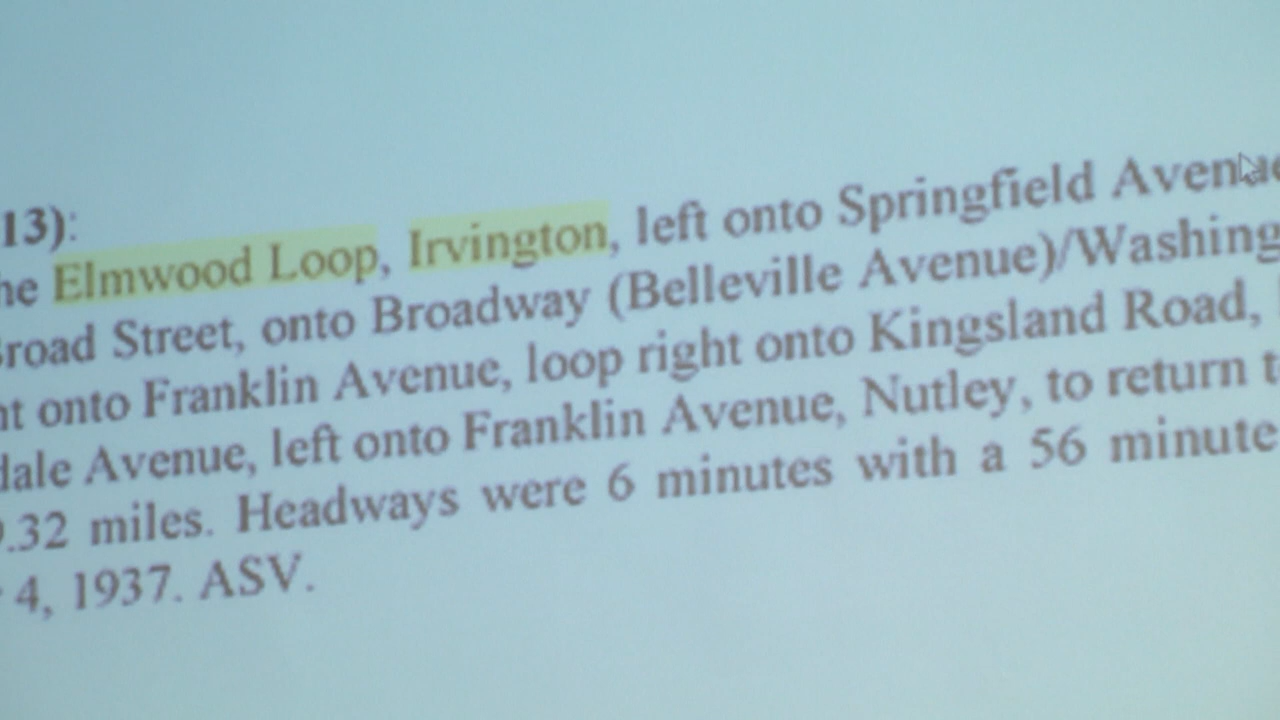 13):
he Elmwood Loop, Irvington, left onto Springfield Avenue
Broad Street, onto Broadway (Belleville Avenue)/Washing
ht onto Franklin Avenue, loop right onto Kingsland Road,
dale Avenue, left onto Franklin Avenue, Nutley, to return t
9.32 miles. Headways were 6 minutes with a 56 minute
4, 1937. ASV.